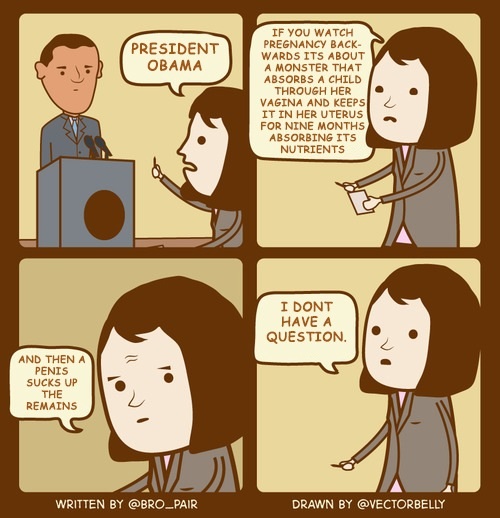 PRESIDENT
OBAMA
IF YOU WATCH
PREGNANCY BACK-
WARDS ITS ABOUT
A MONSTER THAT
ABSORBS A CHILD
THROUGH HER
VAGINA AND KEEPS
IT IN HER UTERUS
FOR NINE MONTHS
ABSORBING ITS
NUTRIENTS
AND THEN A
PENIS
SUCKS UP
THE
REMAINS
I DONT
HAVE A
QUESTION.
WRITTEN BY @BRO_PAIR
DRAWN BY @VECTORBELLY